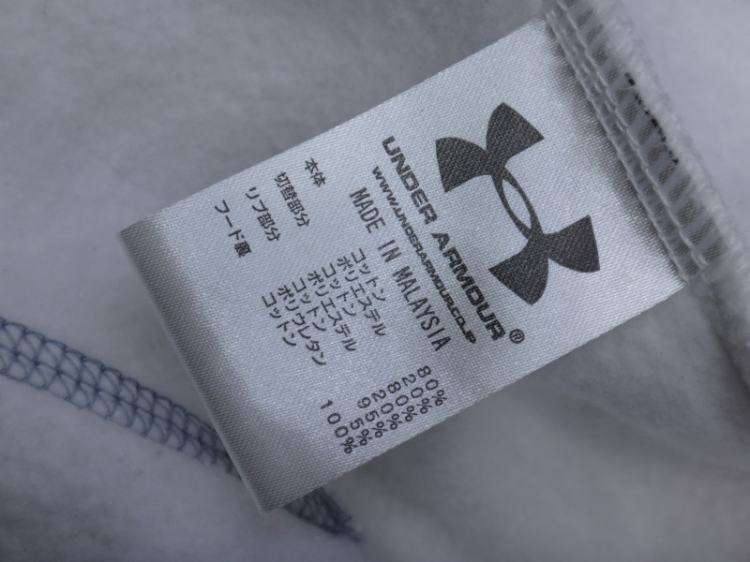 UNDER ARMOUR®
WWW.UNDERARMOUR.CO.JP
MADE IN MALAYSIA
本体 コットン 80%
ポリエステル 20%
切替部分 コットン 80%
ポリエステル 20%
リブ部分 コットン 95%
ポリウレタン 5%
フード裏 コットン 100%